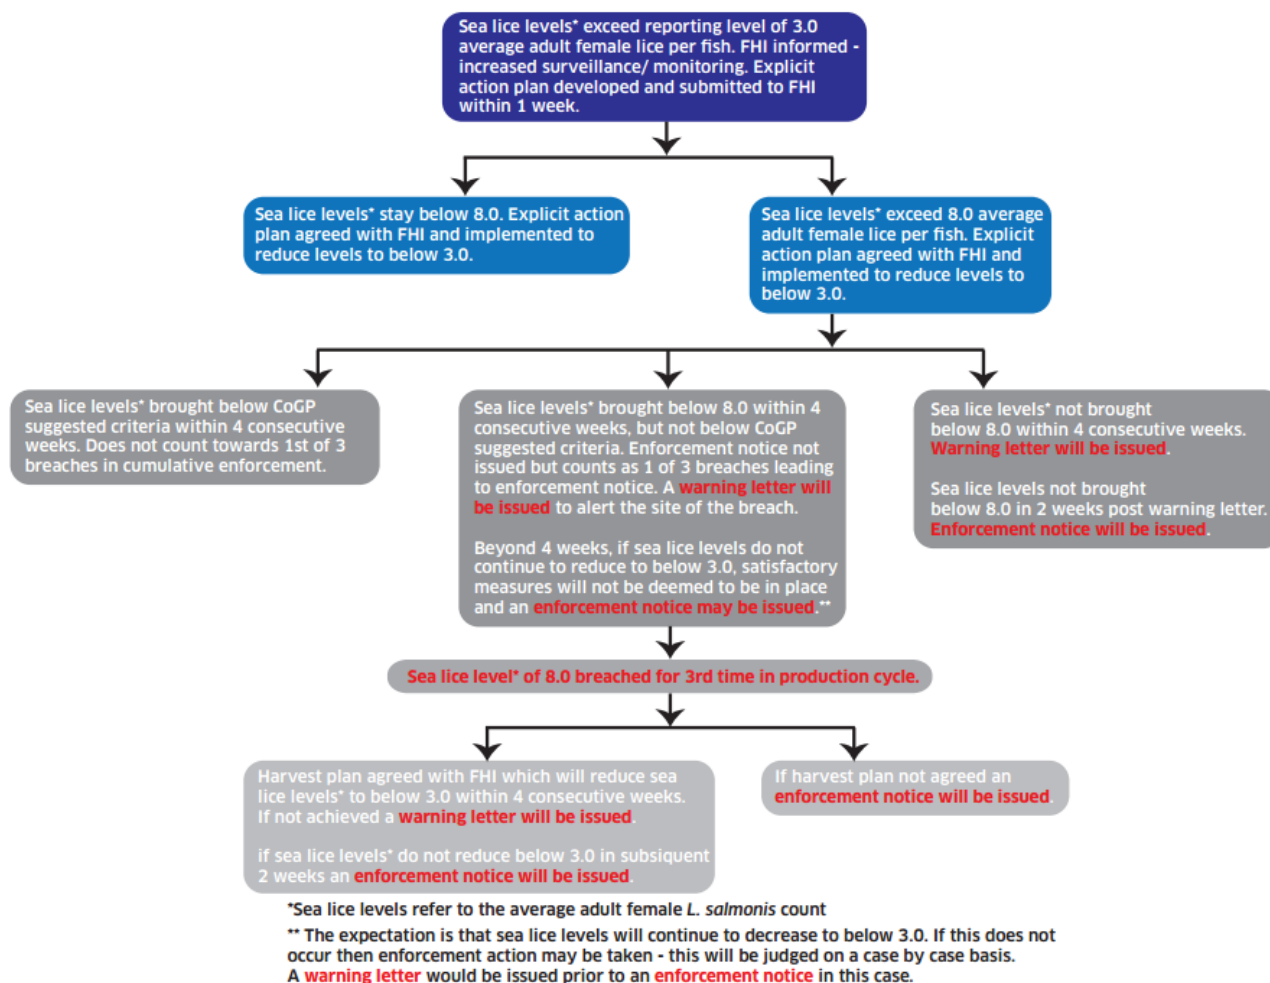 Sea lice levels* exceed reporting level of 3.0
average adult female lice per fish. FHI informed -
increased surveillance/ monitoring. Explicit
action plan developed and submitted to FHI
within 1 week.
Sea lice levels* stay below 8.0. Explicit action
plan agreed with FHI and implemented to
reduce levels to below 3.0.
Sea lice levels* exceed 8.0 average
adult female lice per fish. Explicit
action plan agreed with FHI and
implemented to reduce levels to
below 3.0.
Sea lice levels* brought below CoGP
suggested criteria within 4 consecutive
weeks. Does not count towards 1st of 3
breaches in cumulative enforcement.
Sea lice levels* brought below 8.0 within 4
consecutive weeks, but not below CoGP
suggested criteria. Enforcement notice not
issued but counts as 1 of 3 breaches leading
to enforcement notice. A warning letter will
be issued to alert the site of the breach.
Beyond 4 weeks, if sea lice levels do not
continue to reduce to below 3.0, satisfactory
measures will not be deemed to be in place
and an enforcement notice may be issued.**
Sea lice levels* not brought
below 8.0 within 4 consecutive weeks.
Warning letter will be issued.
Sea lice levels not brought
below 8.0 in 2 weeks post warning letter.
Enforcement notice will be issued.
Sea lice level* of 8.0 breached for 3rd time in production cycle.
Harvest plan agreed with FHI which will reduce sea
lice levels* to below 3.0 within 4 consecutive weeks.
If not achieved a warning letter will be issued.
if sea lice levels* do not reduce below 3.0 in subsiquent
2 weeks an enforcement notice will be issued.
If harvest plan not agreed an
enforcement notice will be issued.
*Sea lice levels refer to the average adult female L. salmonis count
** The expectation is that sea lice levels will continue to decrease to below 3.0. If this does not
occur then enforcement action may be taken - this will be judged on a case by case basis.
A warning letter would be issued prior to an enforcement notice in this case.